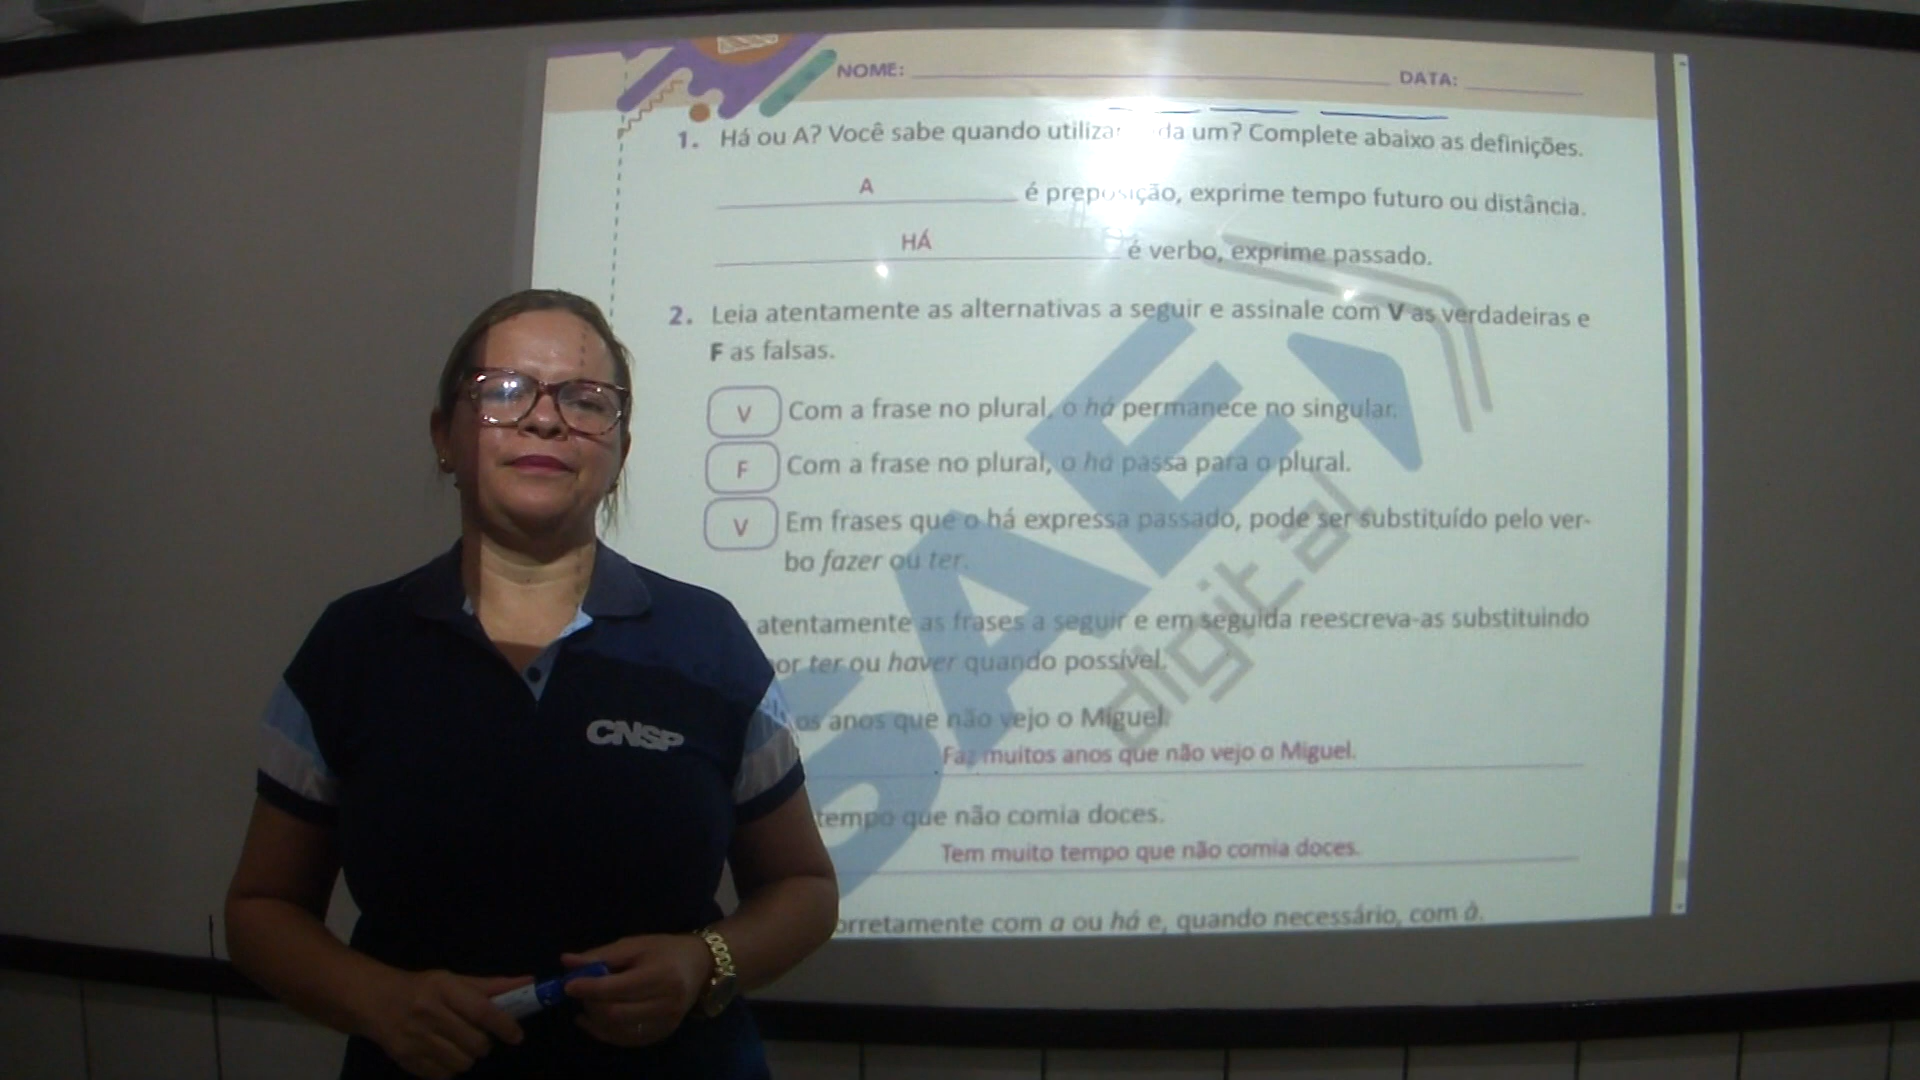 NOME: DATA:
1. Há ou A? Você sabe quando utiliza da um? Complete abaixo as definições.
A é preposição, exprime tempo futuro ou distância.
HÁ é verbo, exprime passado.
2. Leia atentamente as alternativas a seguir e assinale com V as verdadeiras e
F as falsas.
V Com a frase no plural, o há permanece no singular.
F Com a frase no plural, o há passa para o plural.
V Em frases que o há expressa passado, pode ser substituído pelo ver-
bo fazer ou ter.
atentamente as frases a seguir e em seguida reescreva-as substituindo
or ter ou haver quando possível.
os anos que não vejo o Miguel.
Faz muitos anos que não vejo o Miguel.
tempo que não comia doces.
Tem muito tempo que não comia doces.
orretamente com a ou há e, quando necessário, com à.
SAE
digital
CNSP